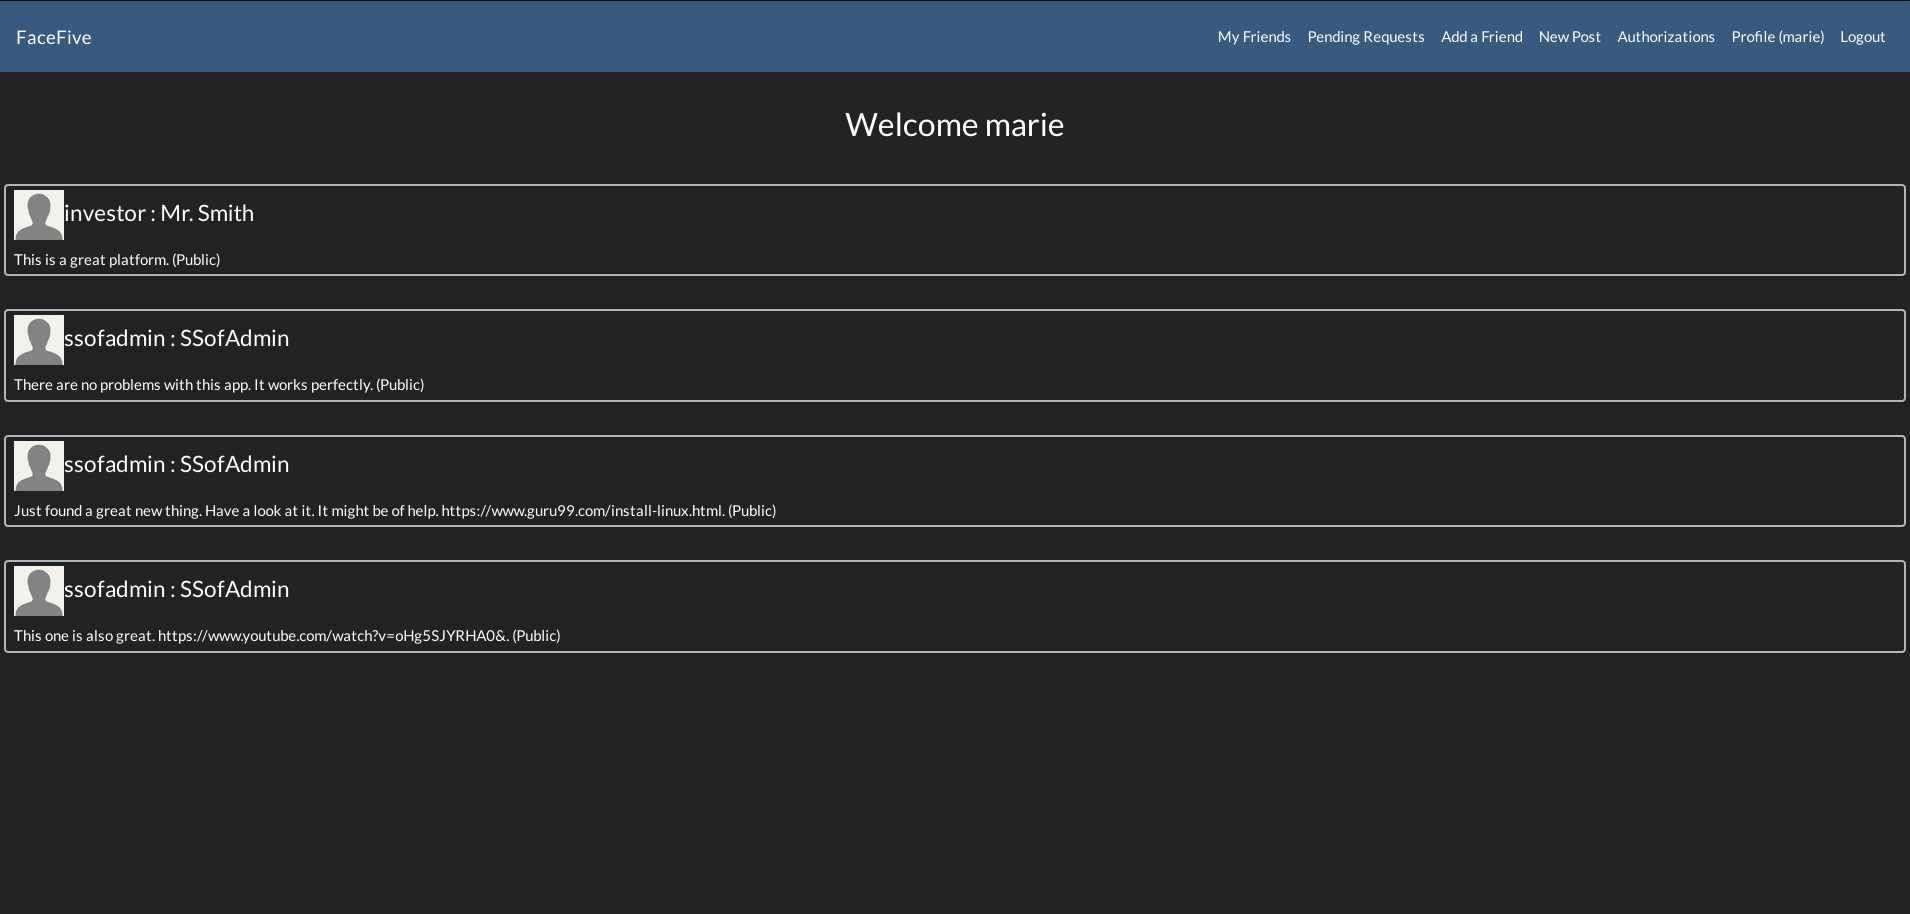 FaceFive
My Friends Pending Requests Add a Friend New Post Authorizations Profile (marie) Logout
Welcome marie
investor : Mr. Smith
This is a great platform. (Public)
ssofadmin : SSofAdmin
There are no problems with this app. It works perfectly. (Public)
ssofadmin : SSofAdmin
Just found a great new thing. Have a look at it. It might be of help. https://www.guru99.com/install-linux.html. (Public)
ssofadmin : SSofAdmin
This one is also great. https://www.youtube.com/watch?v=oHg5SJYRHA0&. (Public)